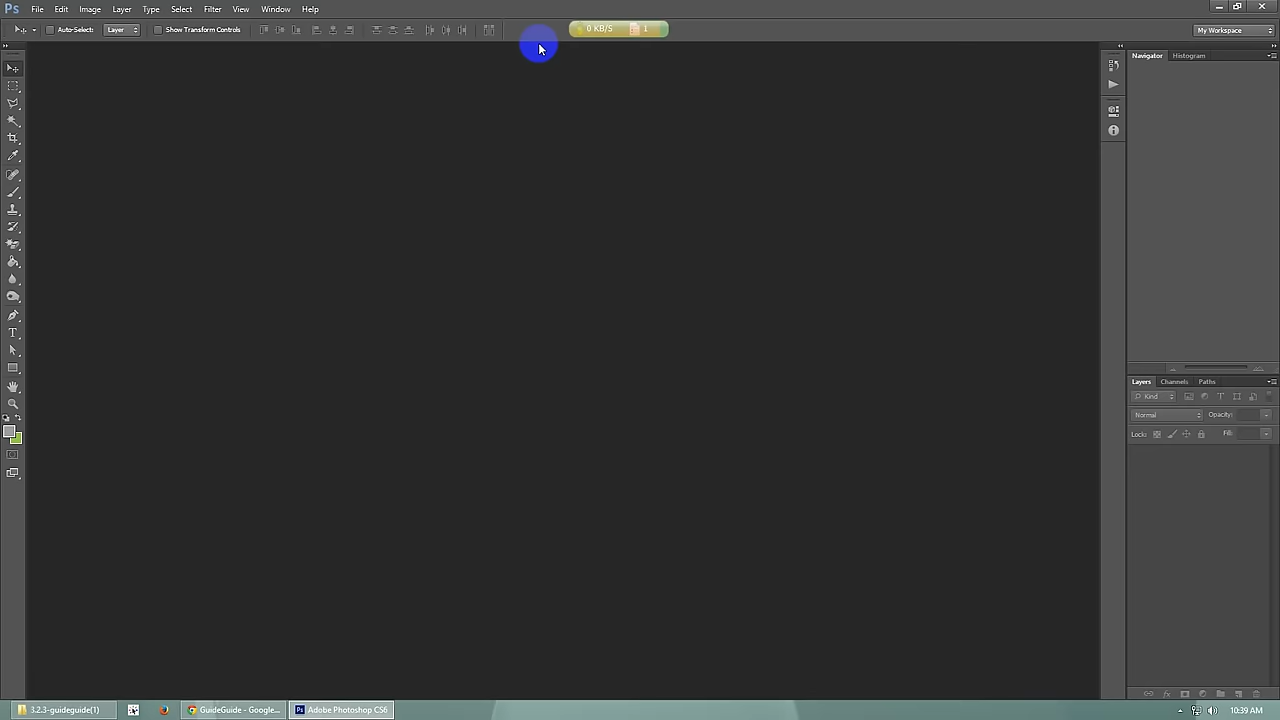 Ps File Edit Image Layer Type Select Filter View Window Help
Auto-Select: Layer Show Transform Controls 0 KB/S 1 My Workspace
Navigator Histogram
Layers Channels Paths
Kind T
Normal Opacity:
Lock: Fill:
T
3.2.3-guideguide(1) GuideGuide - Google... Ps Adobe Photoshop CS6 10:39 AM